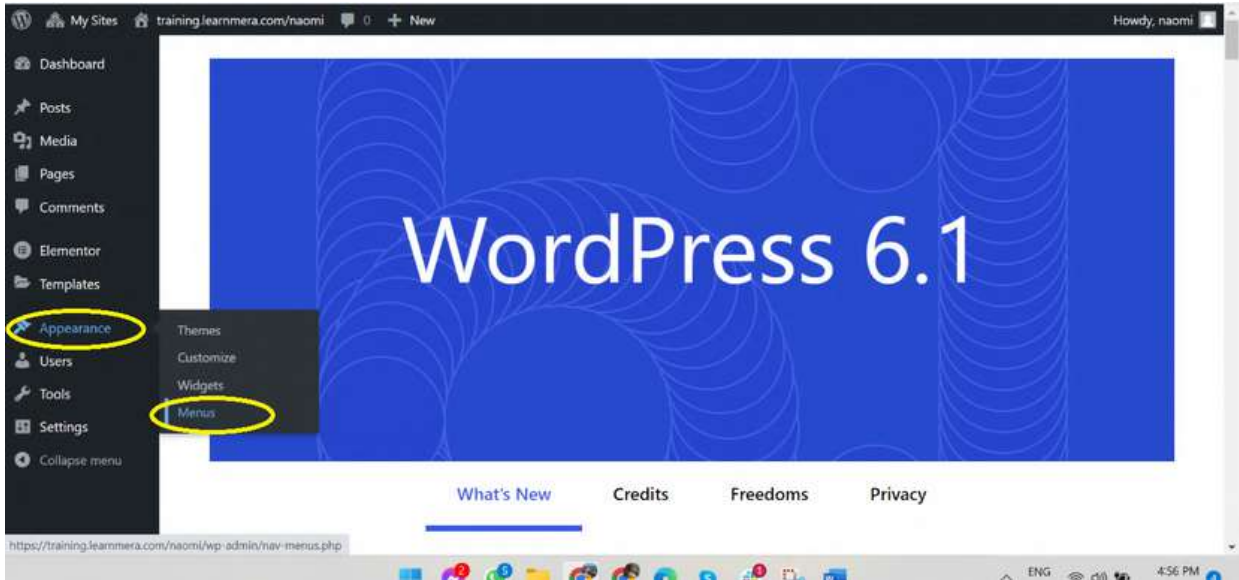 My Sites training.learnmera.com/naomi 0 + New Howdy, naomi
Dashboard
Posts
Media
Pages
Comments
Elementor
Templates
Appearance
Users
Tools
Settings
Collapse menu
Themes
Customize
Widgets
Menus
WordPress 6.1
What's New Credits Freedoms Privacy
https://training.learnmera.com/naomi/wp-admin/nav-menus.php
ENG 4:56 PM